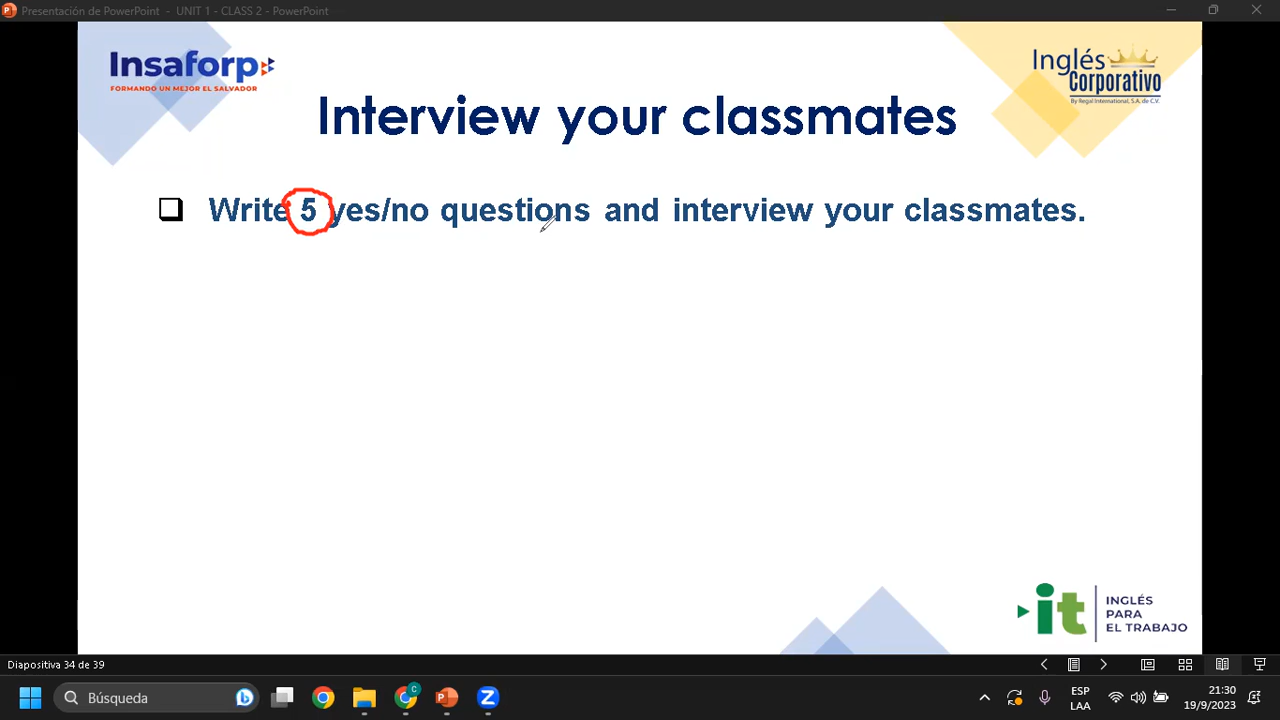 Presentación de PowerPoint - UNIT 1 - CLASS 2 - PowerPoint
Insaforp
FORMANDO UN MEJOR EL SALVADOR
Inglés
Corporativo
By Regal International, S.A. de C.V.
Interview your classmates
Write 5 yes/no questions and interview your classmates.
it
INGLÉS
PARA
EL TRABAJO
Diapositiva 34 de 39
Búsqueda
C
ESP
LAA
21:30
19/9/2023